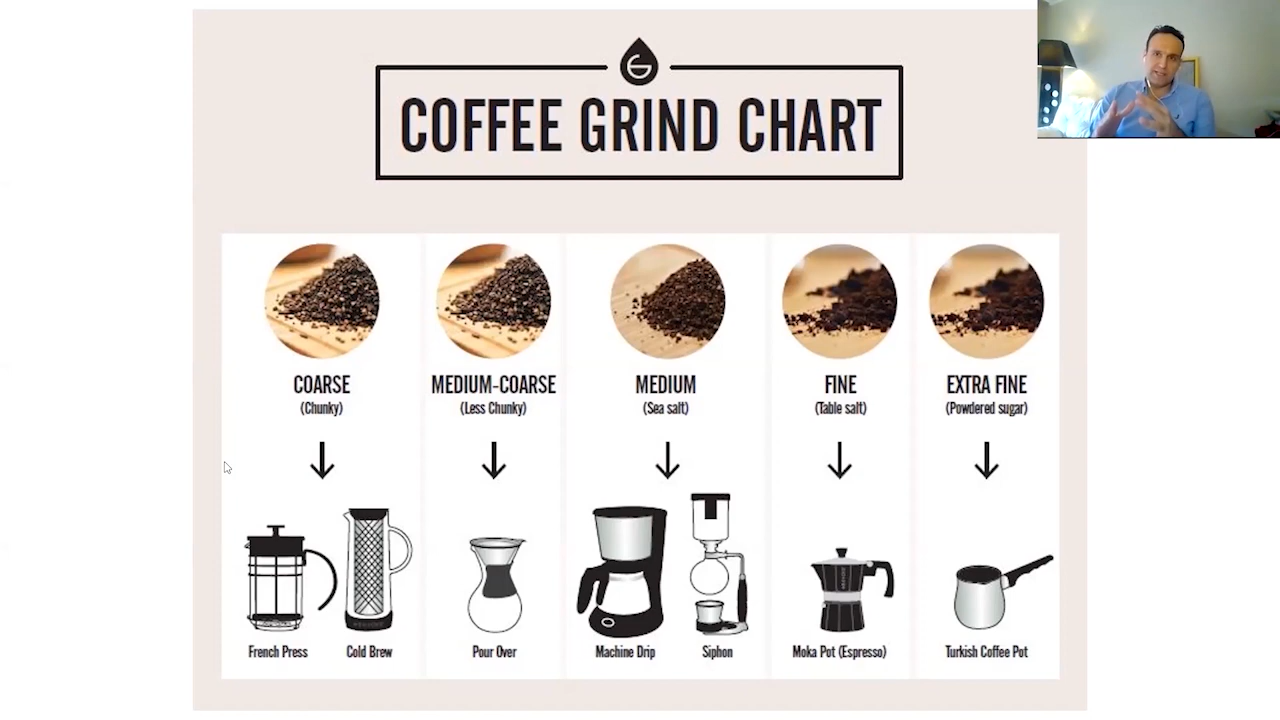 COFFEE GRIND CHART
COARSE
(Chunky)
MEDIUM-COARSE
(Less Chunky)
MEDIUM
(Sea salt)
FINE
(Table salt)
EXTRA FINE
(Powdered sugar)
French Press
Cold Brew
Pour Over
Machine Drip
Siphon
Moka Pot (Espresso)
Turkish Coffee Pot